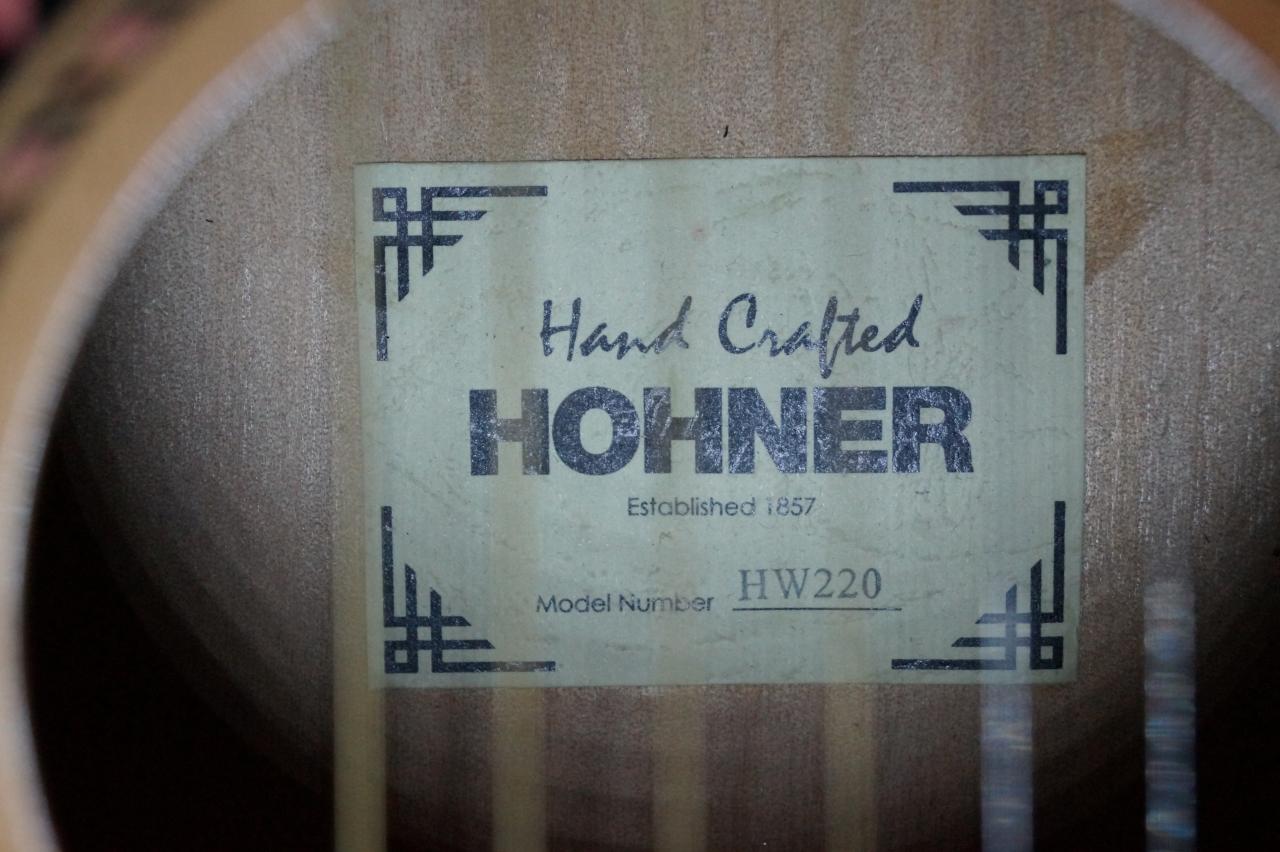 Hand Crafted
HOHNER
Established 1857
Model Number HW220